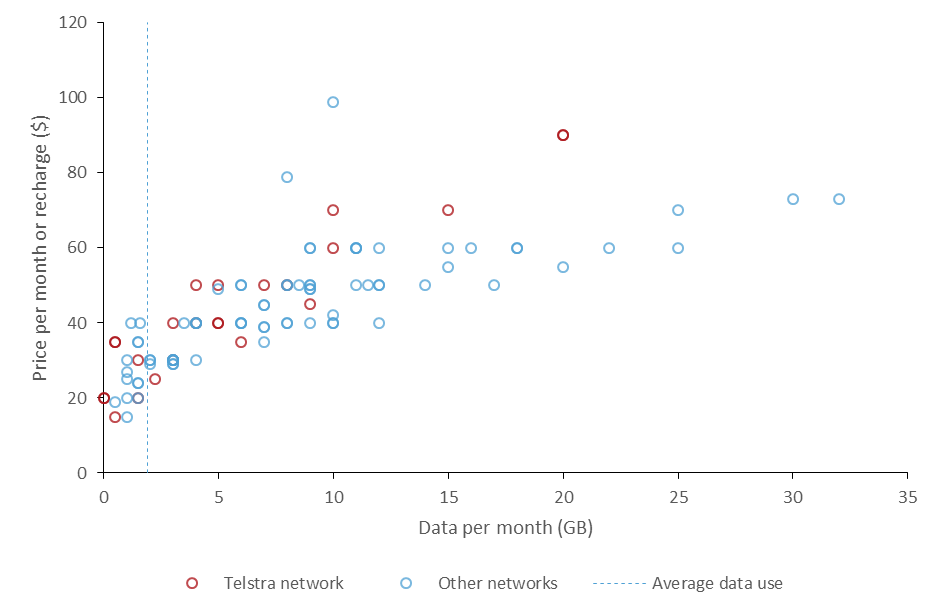 Price per month or recharge ($)
120
100
80
60
40
20
0
0 5 10 15 20 25 30 35
Data per month (GB)
Telstra network Other networks Average data use